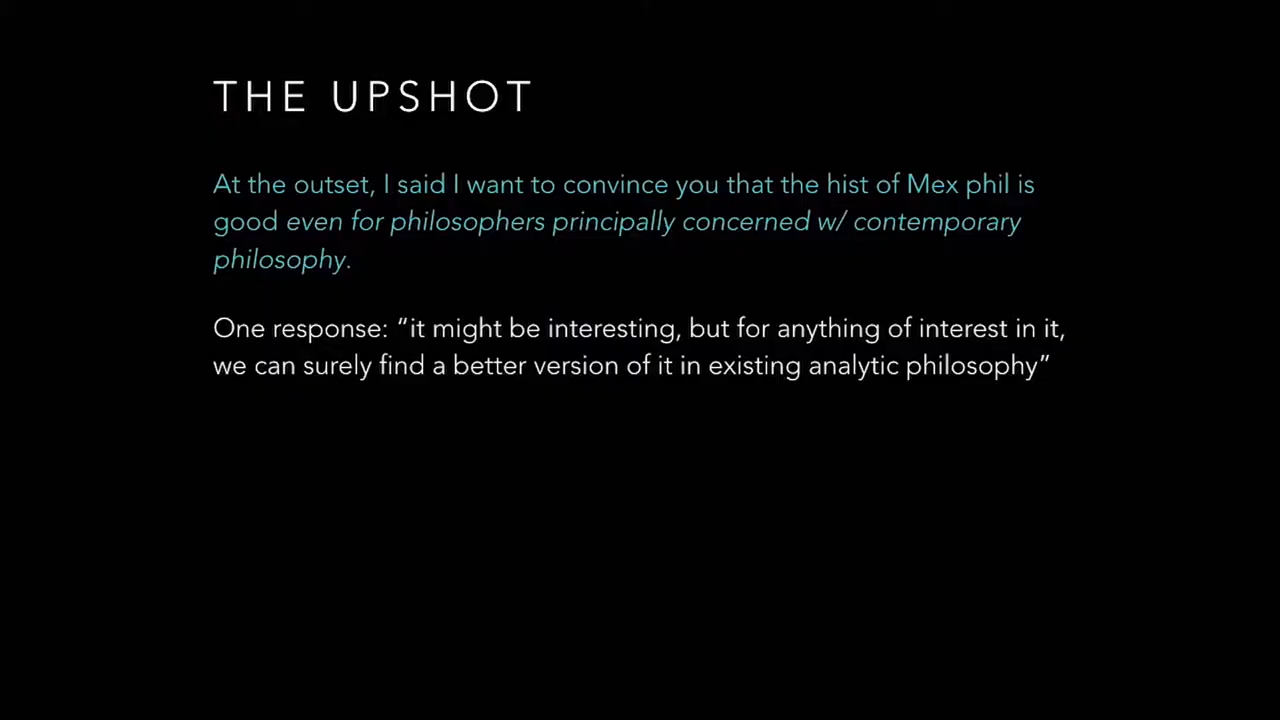 THE UPSHOT
At the outset, I said I want to convince you that the hist of Mex phil is
good even for philosophers principally concerned w/ contemporary
philosophy.
One response: “it might be interesting, but for anything of interest in it,
we can surely find a better version of it in existing analytic philosophy”